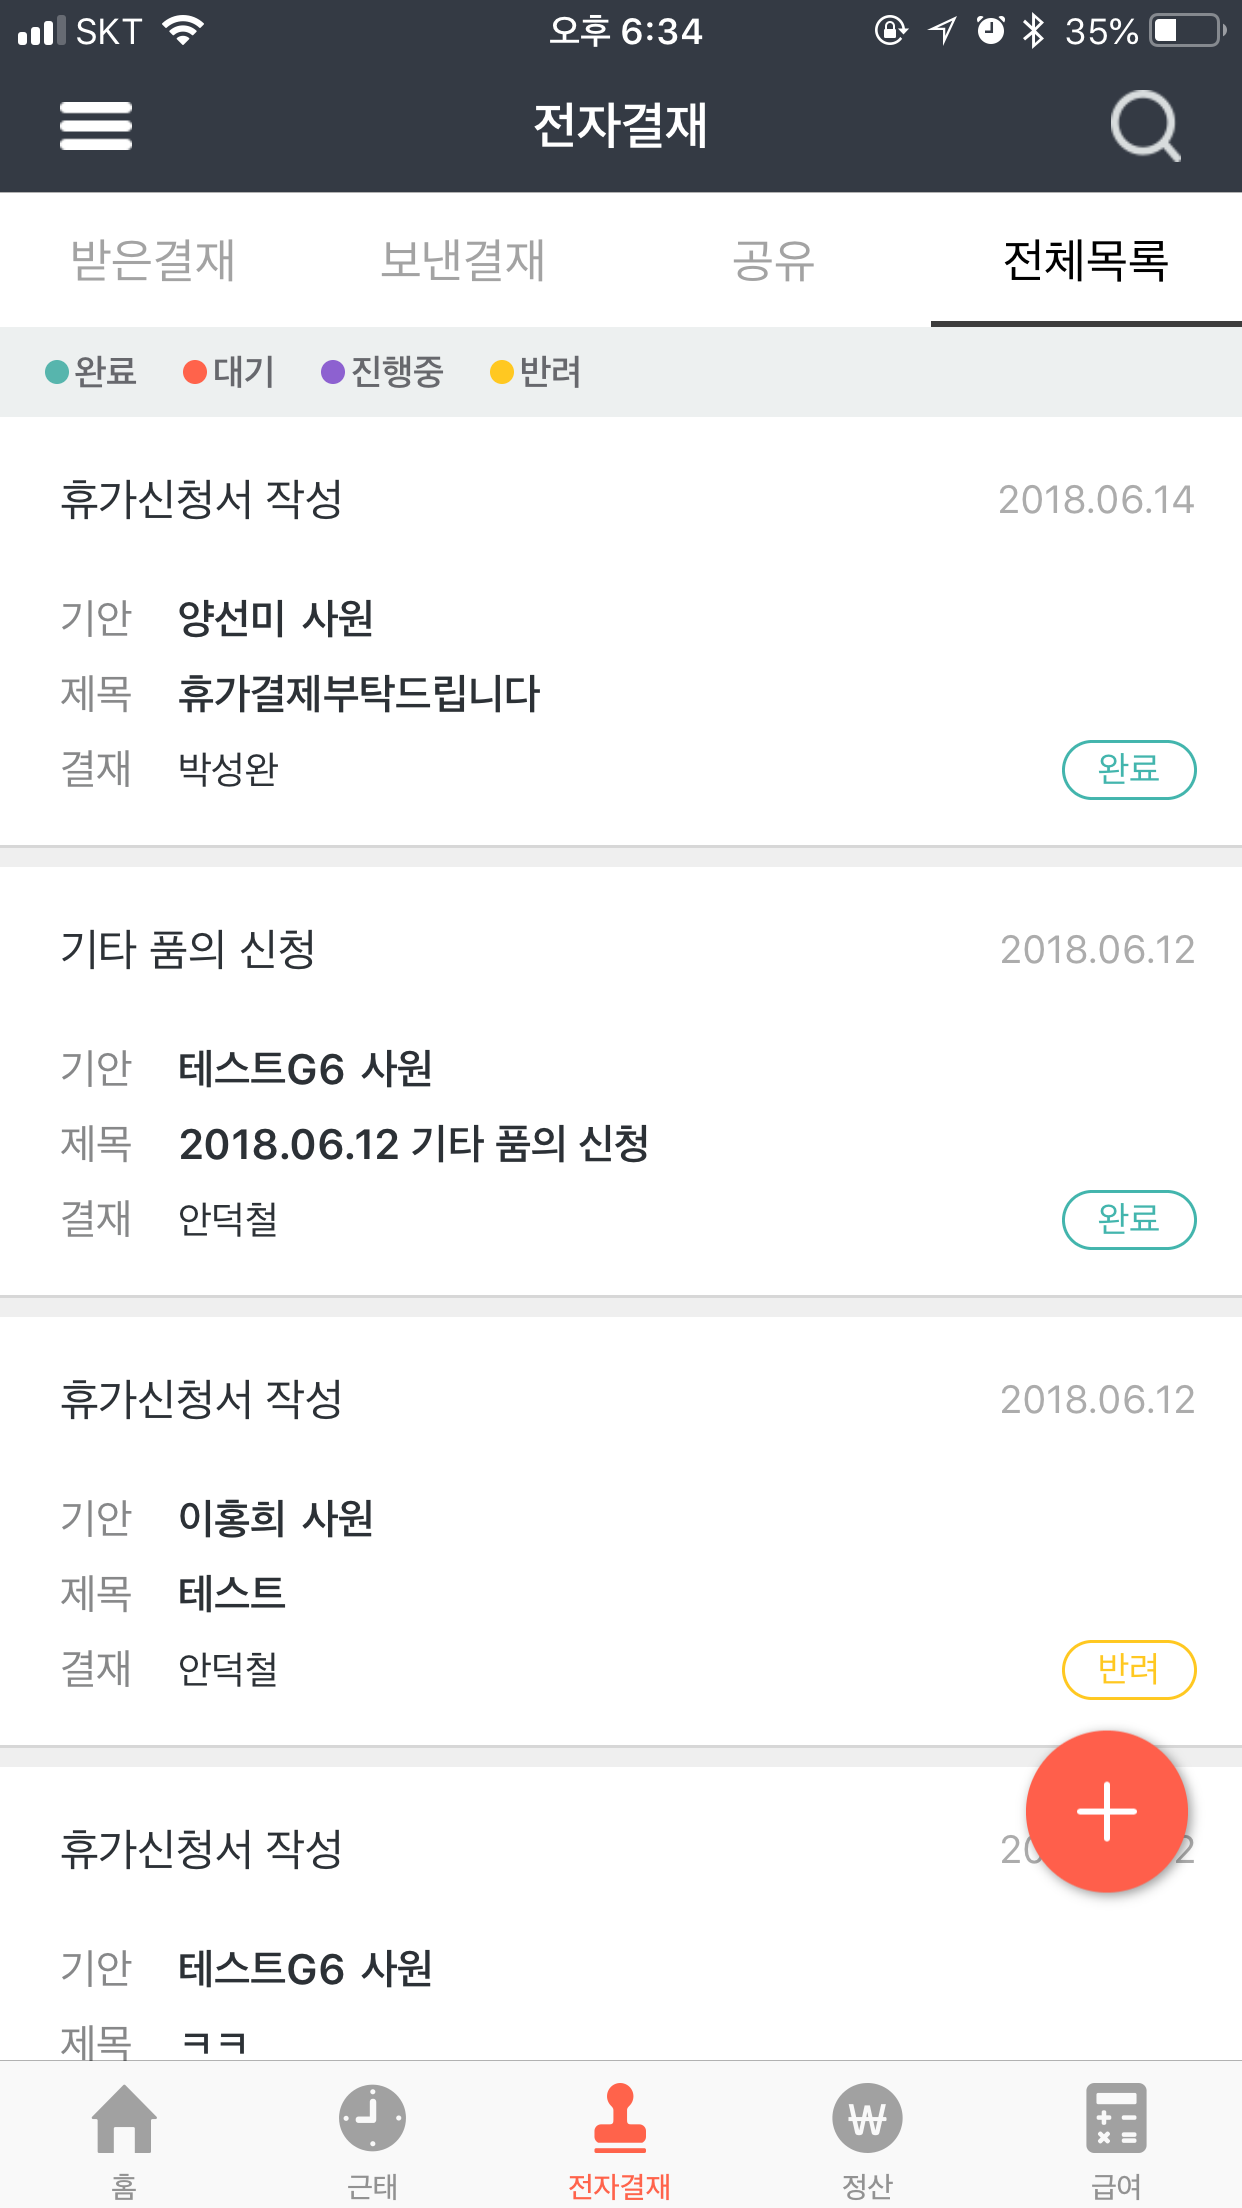 SKT 오후 6:34 35%
전자결재
받은결재 보낸결재 공유 전체목록
완료 대기 진행중 반려
휴가신청서 작성 2018.06.14
기안 양선미 사원
제목 휴가결제부탁드립니다
결재 박성완 완료
기타 품의 신청 2018.06.12
기안 테스트G6 사원
제목 2018.06.12 기타 품의 신청
결재 안덕철 완료
휴가신청서 작성 2018.06.12
기안 이홍희 사원
제목 테스트
결재 안덕철 반려
휴가신청서 작성
기안 테스트G6 사원
제목 ㅋㅋ
홈 근태 전자결재 정산 급여